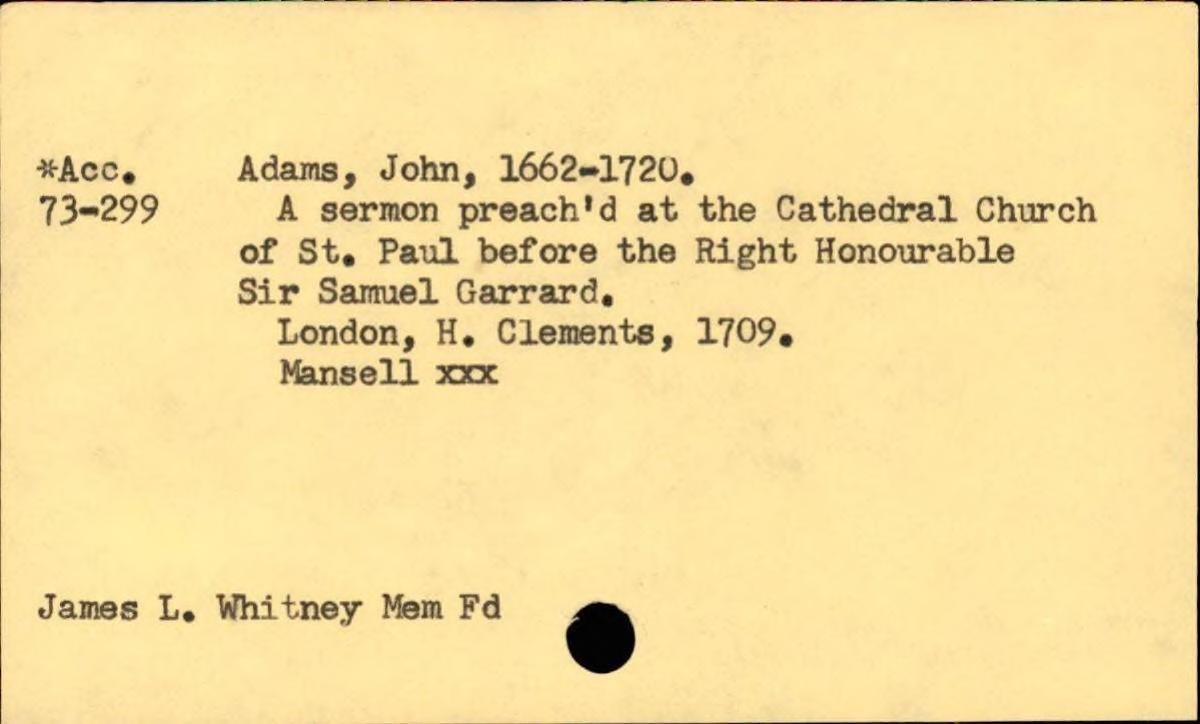 *Acc. Adams, John, 1662-1720.
73-299 A sermon preach'd at the Cathedral Church
of St. Paul before the Right Honourable
Sir Samuel Garrard.
London, H. Clements, 1709.
Mansell xxx
James L. Whitney Mem Fd